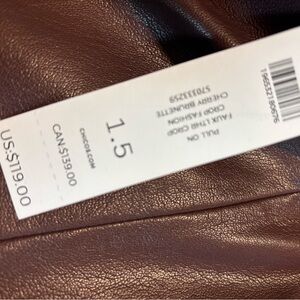 196532190676
PULL ON
FAUX LTHR CROP
CROP FASHION
CHERRY BRUNETTE
570333259
1.5
CHICOS.COM
CAN:$139.00
US:$119.00